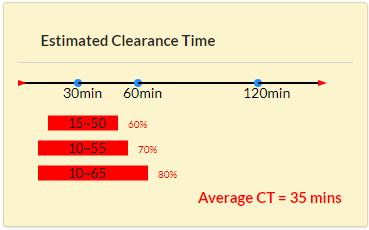 Estimated Clearance Time
30min 60min 120min
15~50 60%
10~55 70%
10~65 80%
Average CT = 35 mins